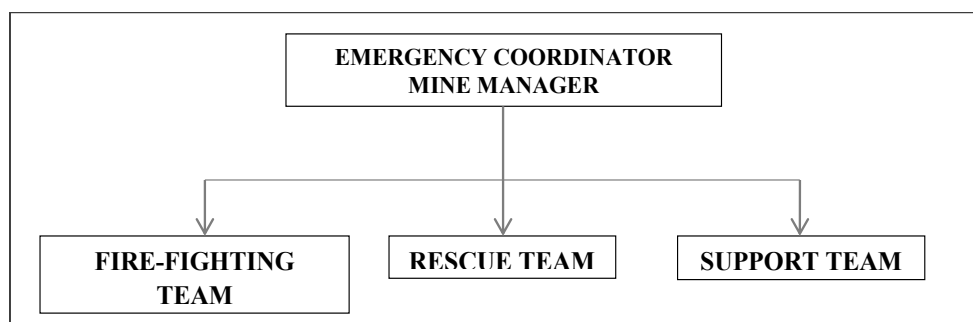 EMERGENCY COORDINATOR
MINE MANAGER
FIRE-FIGHTING
TEAM
RESCUE TEAM
SUPPORT TEAM